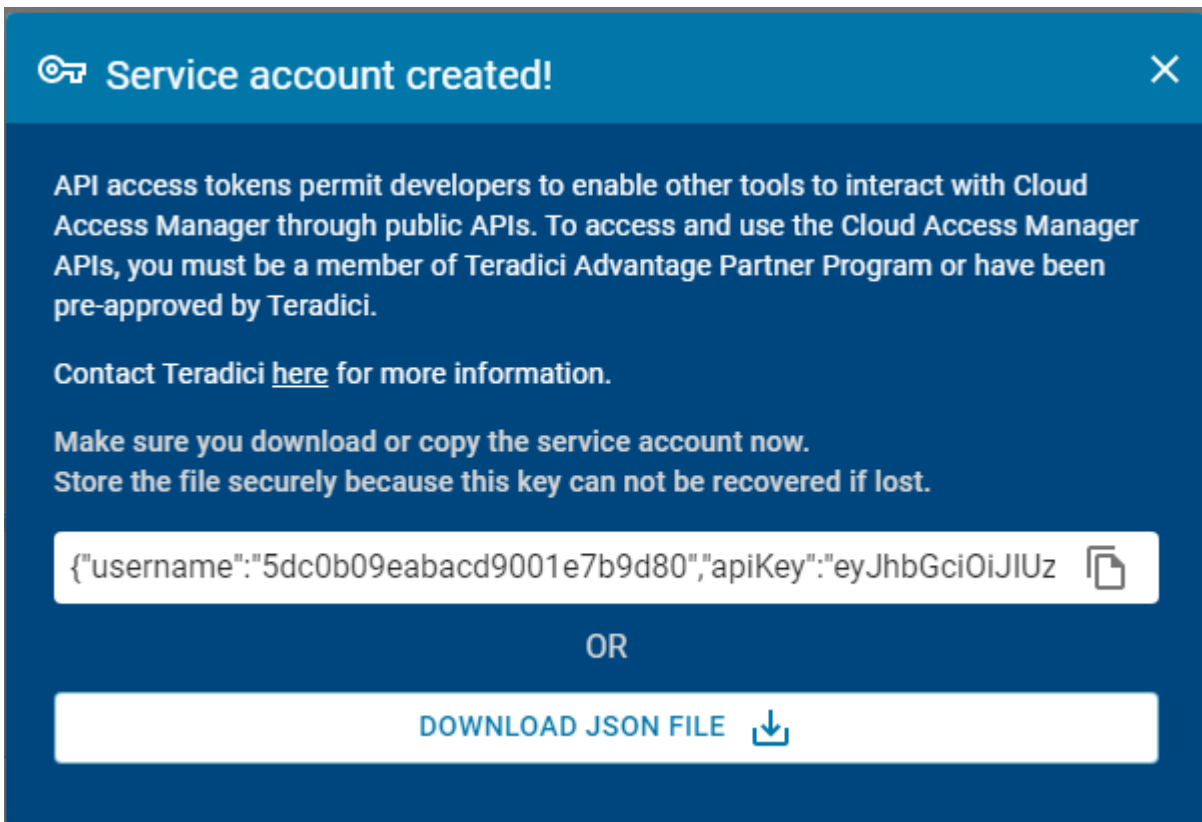 Service account created!
API access tokens permit developers to enable other tools to interact with Cloud
Access Manager through public APIs. To access and use the Cloud Access Manager
APIs, you must be a member of Teradici Advantage Partner Program or have been
pre-approved by Teradici.
Contact Teradici here for more information.
Make sure you download or copy the service account now.
Store the file securely because this key can not be recovered if lost.
{"username":"5dc0b09eabacd9001e7b9d80","apiKey":"eyJhbGciOiJIUz
OR
DOWNLOAD JSON FILE